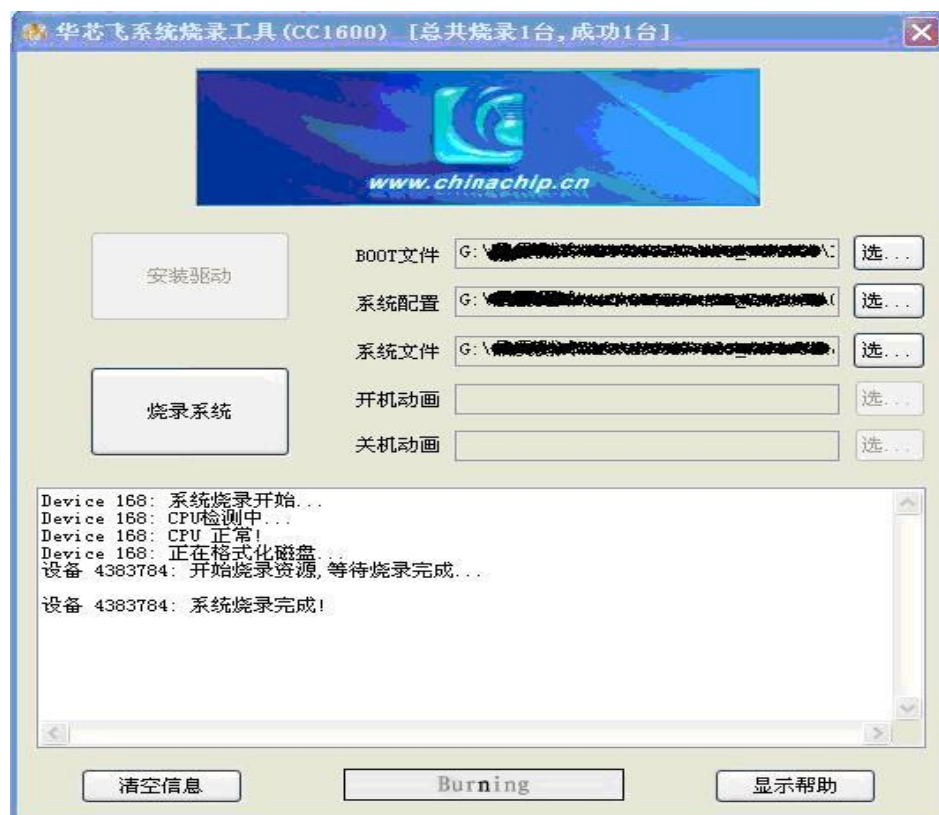 华芯飞系统烧录工具(CC1600) [总共烧录1台,成功1台]
www.chinachip.cn
安装驱动
BOOT文件 G:\ 选...
系统配置 G:\ 选...
系统文件 G:\ 选...
烧录系统
开机动画 选...
关机动画 选...
Device 168: 系统烧录开始...
Device 168: CPU检测中...
Device 168: CPU 正常!
Device 168: 正在格式化磁盘...
设备 4383784: 开始烧录资源,等待烧录完成...
设备 4383784: 系统烧录完成!
清空信息 Burning 显示帮助